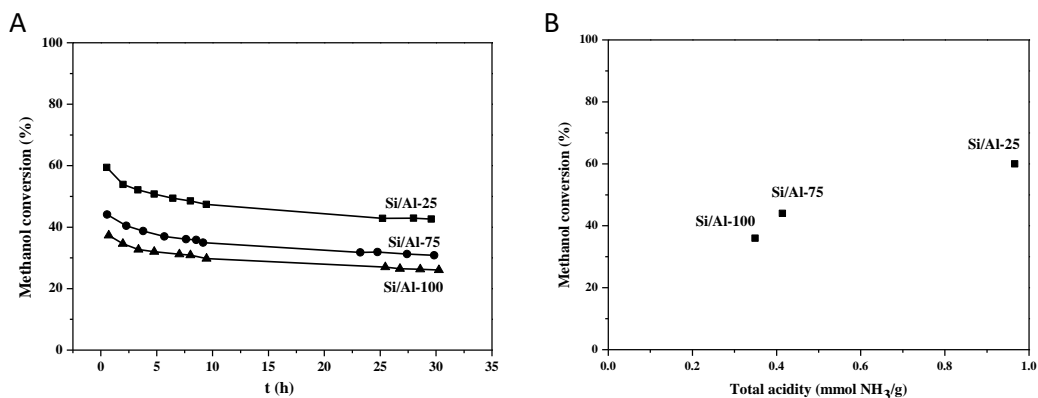 A
100
80
60
40
20
0
Methanol conversion (%)
Si/Al-25
Si/Al-75
Si/Al-100
0 5 10 15 20 25 30 35
t (h)
B
100
80
60
40
20
0
Methanol conversion (%)
Si/Al-25
Si/Al-75
Si/Al-100
0.0 0.2 0.4 0.6 0.8 1.0
Total acidity (mmol NH3/g)